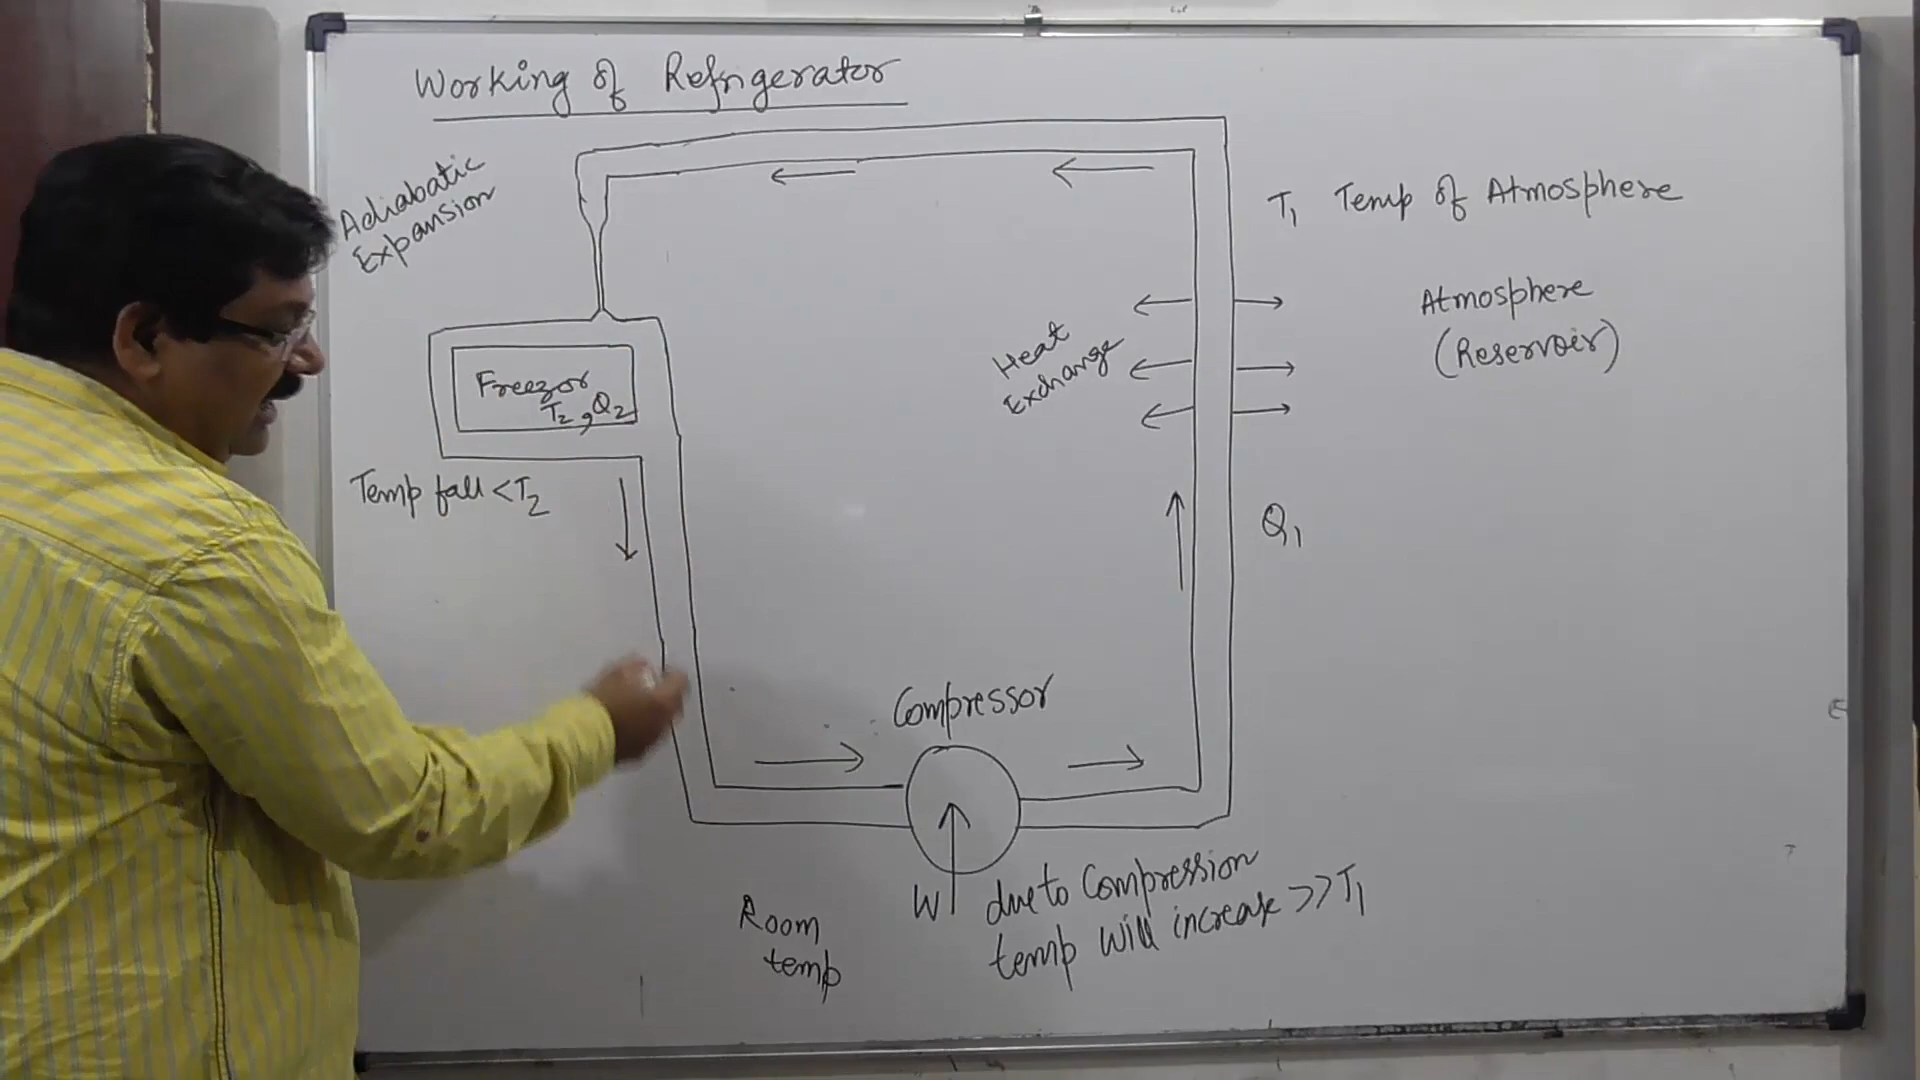 Working of Refrigerator
Adiabatic
Expansion
T1 Temp of Atmosphere
Atmosphere
(Reservoir)
Heat
Exchange
Freezor
T2, Q2
Temp fall <T2
Q1
Compressor
W
due to Compression
temp will increase >> T1
Room
temp